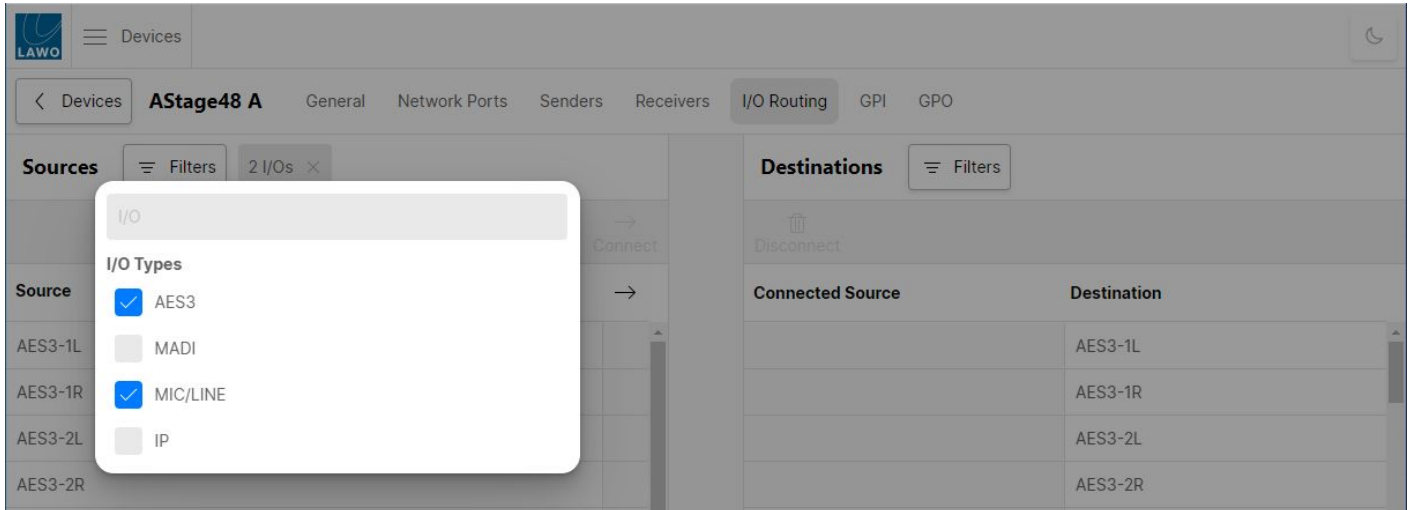 LAWO
Devices
Devices AStage48 A General Network Ports Senders Receivers I/O Routing GPI GPO
Sources Filters 2 I/Os
Destinations Filters
I/O
Connect
Disconnect
I/O Types
Source
Connected Source Destination
AES3
AES3-1L
MADI
AES3-1L
AES3-1R
MIC/LINE
AES3-1R
AES3-2L
IP
AES3-2L
AES3-2R
AES3-2R